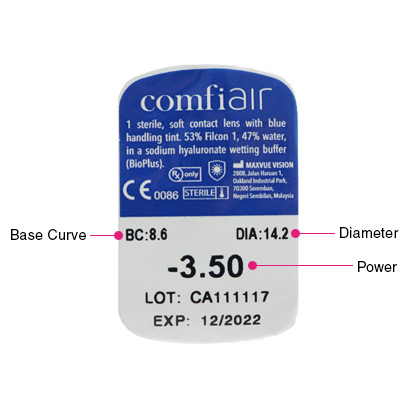 comfiair
1 sterile, soft contact lens with blue
handling tint. 53% Filcon 1, 47% water,
in a sodium hyaluronate wetting buffer
(BioPlus).
Rx only
MAXVUE VISION
2808, Jalan Haruan 1,
Oakland Industrial Park,
70300 Seremban,
Negeri Sembilan, Malaysia
CE 0086
STERILE
Base Curve
BC:8.6
DIA:14.2
Diameter
-3.50
Power
LOT: CA111117
EXP: 12/2022